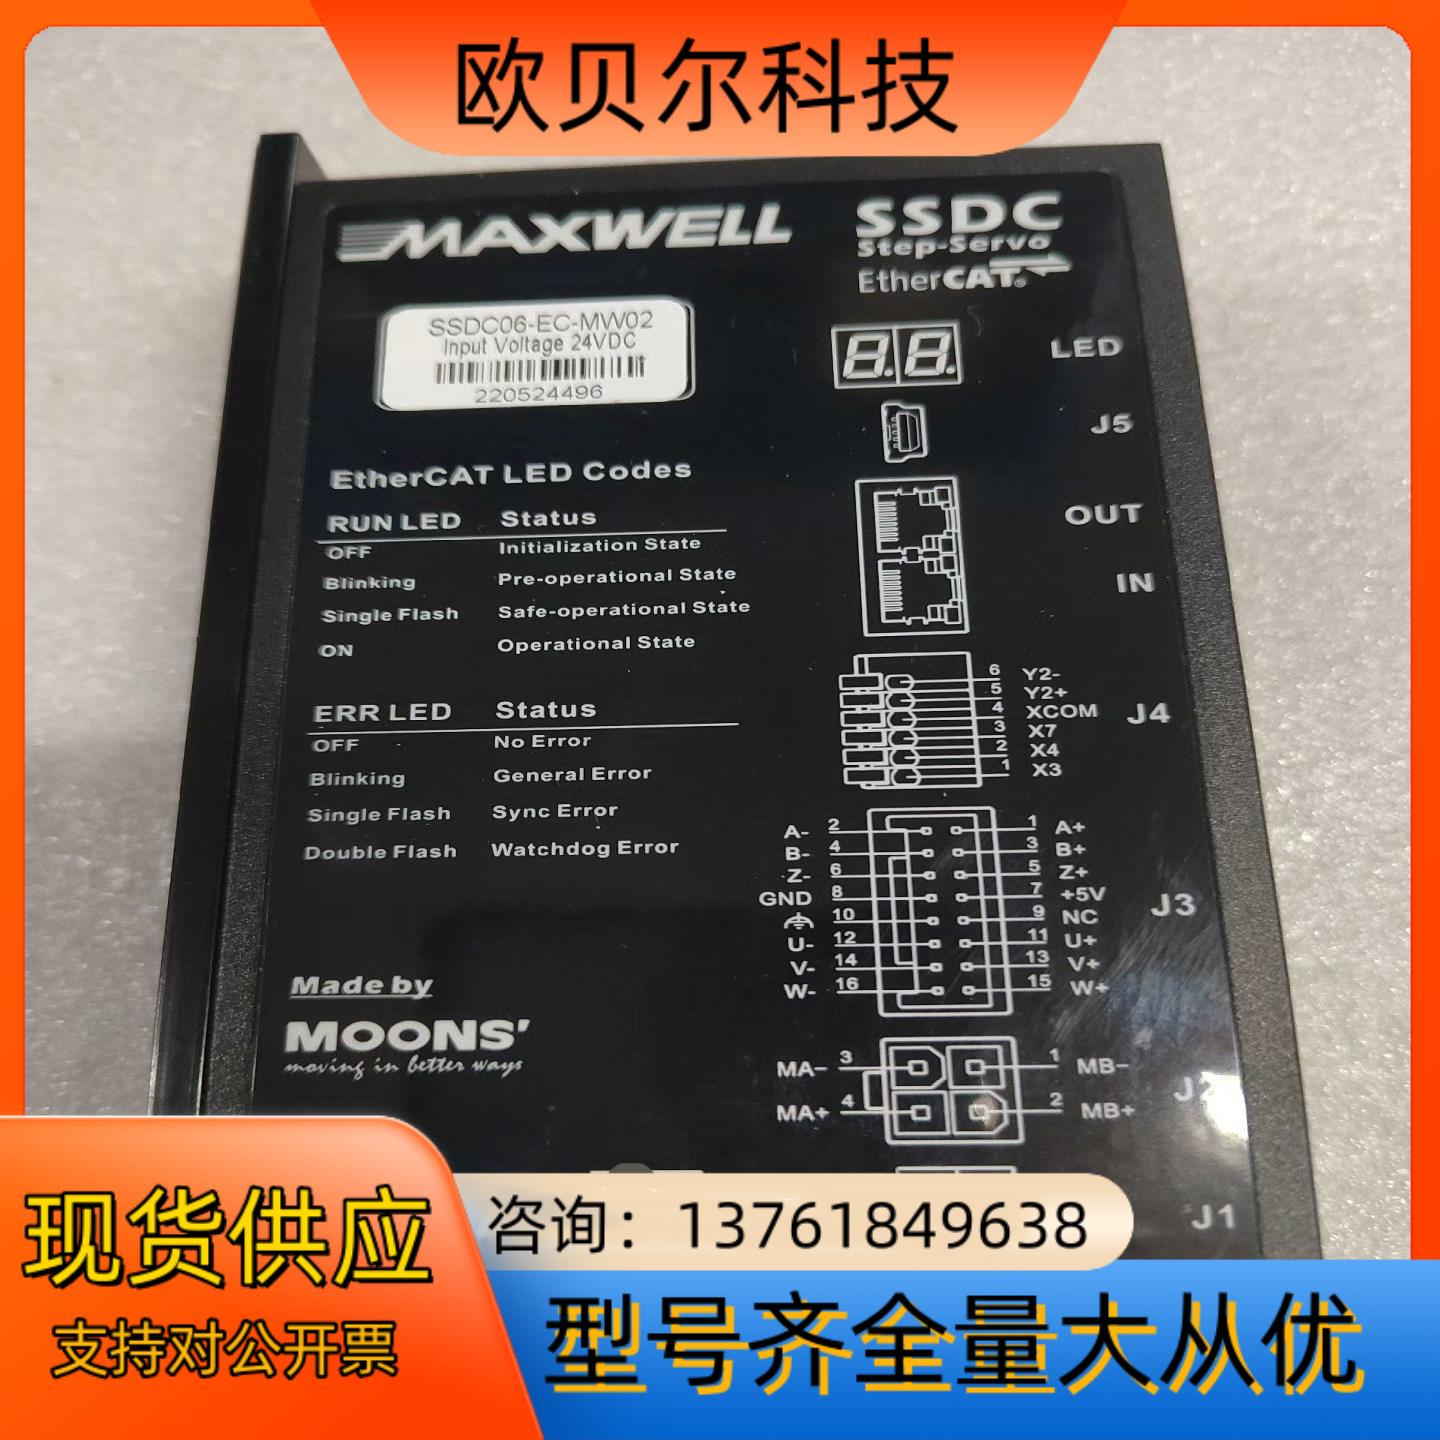 欧贝尔科技
MAXWELL
SSDC
Step-Servo
EtherCAT®
SSDC06-EC-MW02
Input Voltage 24VDC
220524496
8.8.
LED
J5
EtherCAT LED Codes
RUN LED Status
OFF Initialization State
Blinking Pre-operational State
Single Flash Safe-operational State
ON Operational State
OUT
IN
ERR LED Status
OFF No Error
Blinking General Error
Single Flash Sync Error
Double Flash Watchdog Error
6 Y2-
5 Y2+
4 XCOM
3 X7
2 X4
1 X3
J4
A- 2 1 A+
B- 4 3 B+
Z- 6 5 Z+
GND 8 7 +5V
10 9 NC
U- 12 11 U+
V- 14 13 V+
W- 16 15 W+
J3
Made by
MOONS'
moving in better ways
MA- 3 1 MB-
MA+ 4 2 MB+
J2
J1
现货供应
支持对公开票
咨询：13761849638
型号齐全量大从优